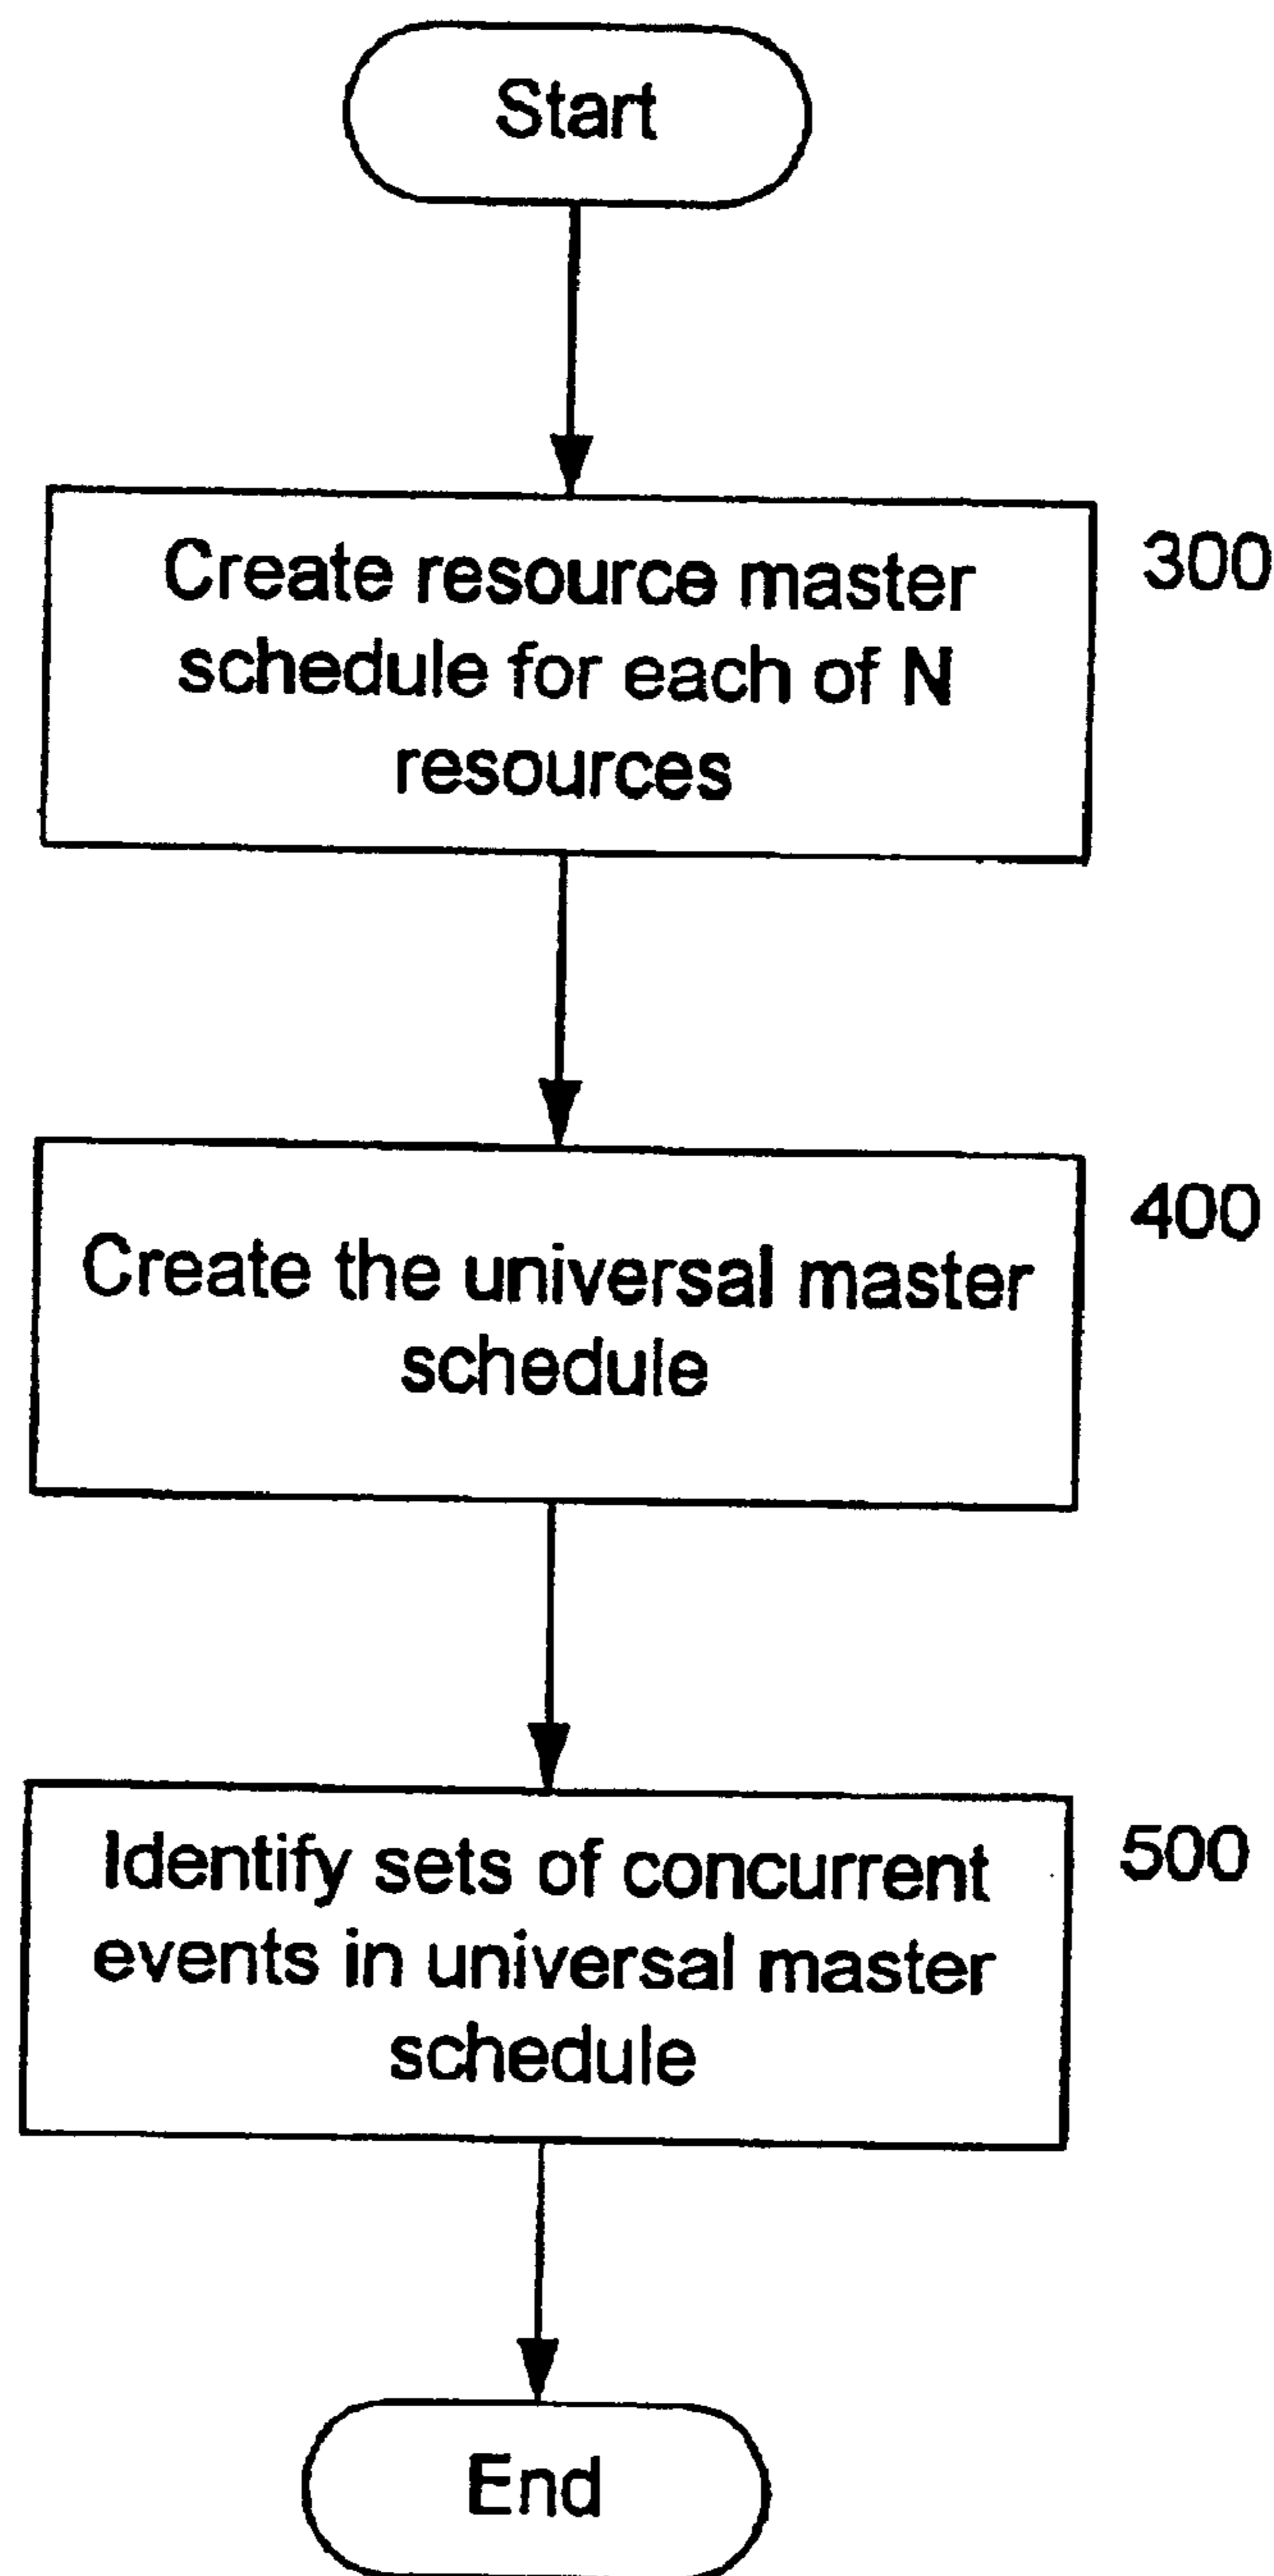 Start
Create resource master
schedule for each of N
resources
300
Create the universal master
schedule
400
Identify sets of concurrent
events in universal master
schedule
500
End